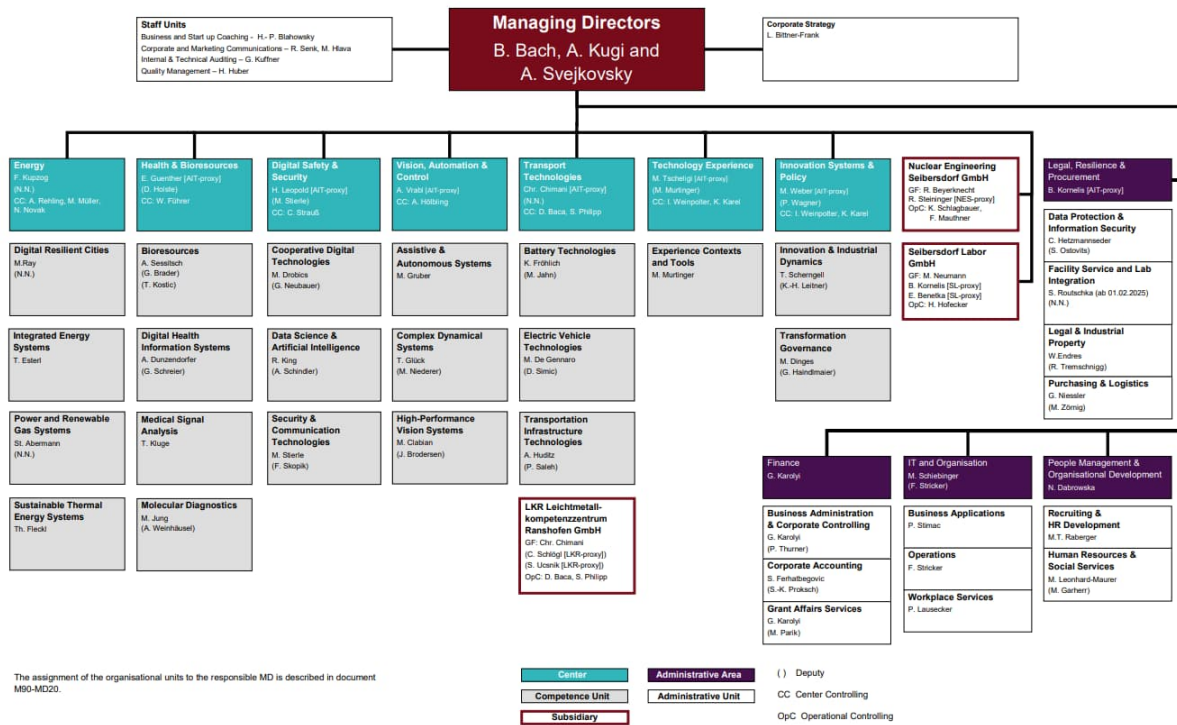 Staff Units
Business and Start up Coaching - H.- P. Blahowsky
Corporate and Marketing Communications – R. Senk, M. Hlava
Internal & Technical Auditing – G. Kuffner
Quality Management – H. Huber
Managing Directors
B. Bach, A. Kugi and
A. Svejkovsky
Corporate Strategy
L. Bittner-Frank
Energy
F. Kupzog
(N.N.)
CC: A. Rehling, M. Müller,
N. Novak
Health & Bioresources
E. Guenther [AIT-proxy]
(D. Holste)
CC: W. Führer
Digital Safety &
Security
H. Leopold [AIT-proxy]
(M. Stierle)
CC: C. Strauß
Vision, Automation &
Control
A. Vrabl [AIT-proxy]
CC: A. Hölbling
Transport
Technologies
Chr. Chimani [AIT-proxy]
(N.N.)
CC: D. Baca, S. Philipp
Technology Experience
M. Tscheligi [AIT-proxy]
(M. Murtinger)
CC: I. Weinpolter, K. Karel
Innovation Systems &
Policy
M. Weber [AIT-proxy]
(P. Wagner)
CC: I. Weinpolter, K. Karel
Nuclear Engineering
Seibersdorf GmbH
GF: R. Beyerknecht
R. Steininger [NES-proxy]
OpC: K. Schlagbauer,
F. Mauthner
Legal, Resilience &
Procurement
B. Kornelis [AIT-proxy]
Digital Resilient Cities
M.Ray
(N.N.)
Bioresources
A. Sessitsch
(G. Brader)
(T. Kostic)
Cooperative Digital
Technologies
M. Drobics
(G. Neubauer)
Assistive &
Autonomous Systems
M. Gruber
Battery Technologies
K. Fröhlich
(M. Jahn)
Experience Contexts
and Tools
M. Murtinger
Innovation & Industrial
Dynamics
T. Scherngell
(K.-H. Leitner)
Seibersdorf Labor
GmbH
GF: M. Neumann
B. Kornelis [SL-proxy]
E. Benetka [SL-proxy]
OpC: H. Hofecker
Data Protection &
Information Security
C. Hetzmannseder
(S. Ostovits)
Facility Service and Lab
Integration
S. Routschka (ab 01.02.2025)
(N.N.)
Legal & Industrial
Property
W.Endres
(R. Tremschnigg)
Purchasing & Logistics
G. Niessler
(M. Zörnig)
Integrated Energy
Systems
T. Esterl
Digital Health
Information Systems
A. Dunzendorfer
(G. Schreier)
Data Science &
Artificial Intelligence
R. King
(A. Schindler)
Complex Dynamical
Systems
T. Glück
(M. Niederer)
Electric Vehicle
Technologies
M. De Gennaro
(D. Simic)
Transformation
Governance
M. Dinges
(G. Haindlmaier)
Power and Renewable
Gas Systems
St. Abermann
(N.N.)
Medical Signal
Analysis
T. Kluge
Security &
Communication
Technologies
M. Stierle
(F. Skopik)
High-Performance
Vision Systems
M. Clabian
(J. Brodersen)
Transportation
Infrastructure
Technologies
A. Huditz
(P. Saleh)
Sustainable Thermal
Energy Systems
Th. Fleckl
Molecular Diagnostics
M. Jung
(A. Weinhäusel)
LKR Leichtmetall-
kompetenzzentrum
Ranshofen GmbH
GF: Chr. Chimani
(C. Schlögl [LKR-proxy])
(S. Ucsnik [LKR-proxy])
OpC: D. Baca, S. Philipp
Finance
G. Karolyi
IT and Organisation
M. Schiebinger
(F. Stricker)
People Management &
Organisational Development
N. Dabrowska
Business Administration
& Corporate Controlling
G. Karolyi
(P. Thurner)
Corporate Accounting
S. Ferhatbegovic
(S.-K. Proksch)
Grant Affairs Services
G. Karolyi
(M. Parik)
Business Applications
P. Stimac
Operations
F. Stricker
Workplace Services
P. Lausecker
Recruiting &
HR Development
M.T. Raberger
Human Resources &
Social Services
M. Leonhard-Maurer
(M. Garherr)
The assignment of the organisational units to the responsible MD is described in document
M90-MD20.
Center
Administrative Area
( ) Deputy
Competence Unit
Administrative Unit
CC Center Controlling
Subsidiary
OpC Operational Controlling